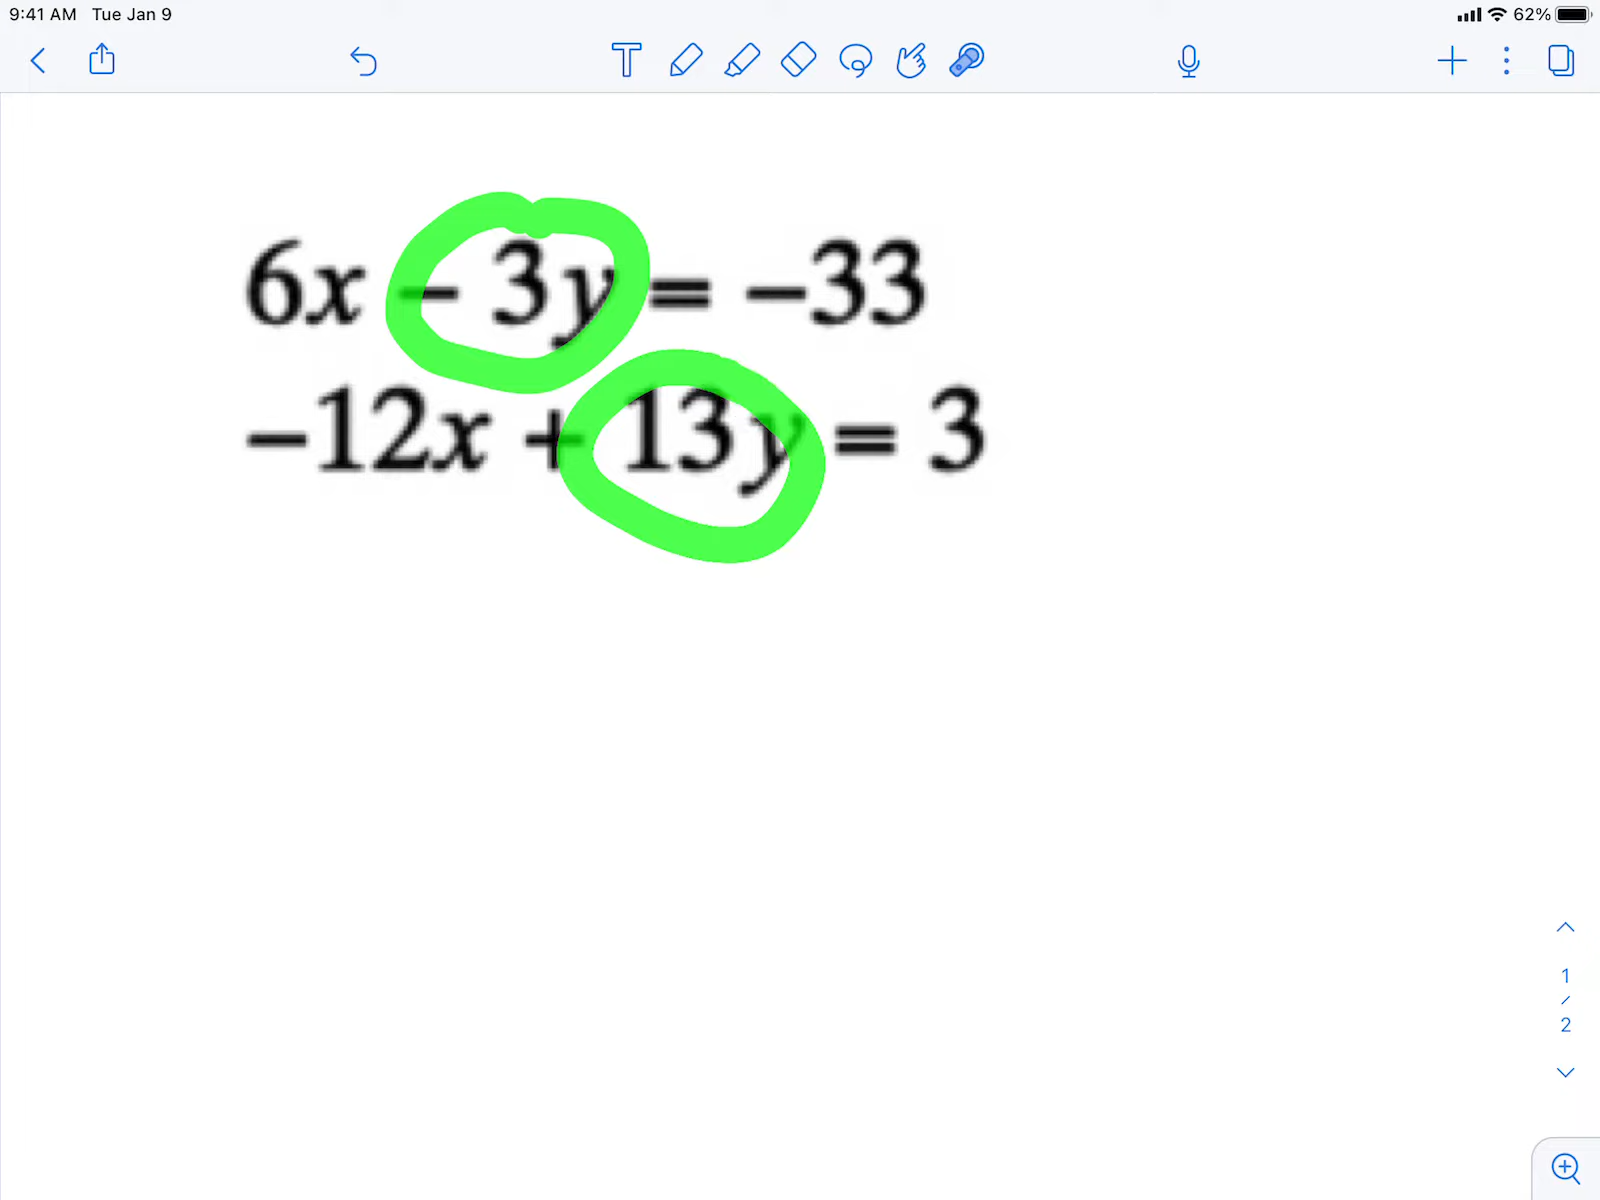 9:41 AM Tue Jan 9 62%
6x − 3y = −33
−12x + 13y = 3
1
/
2